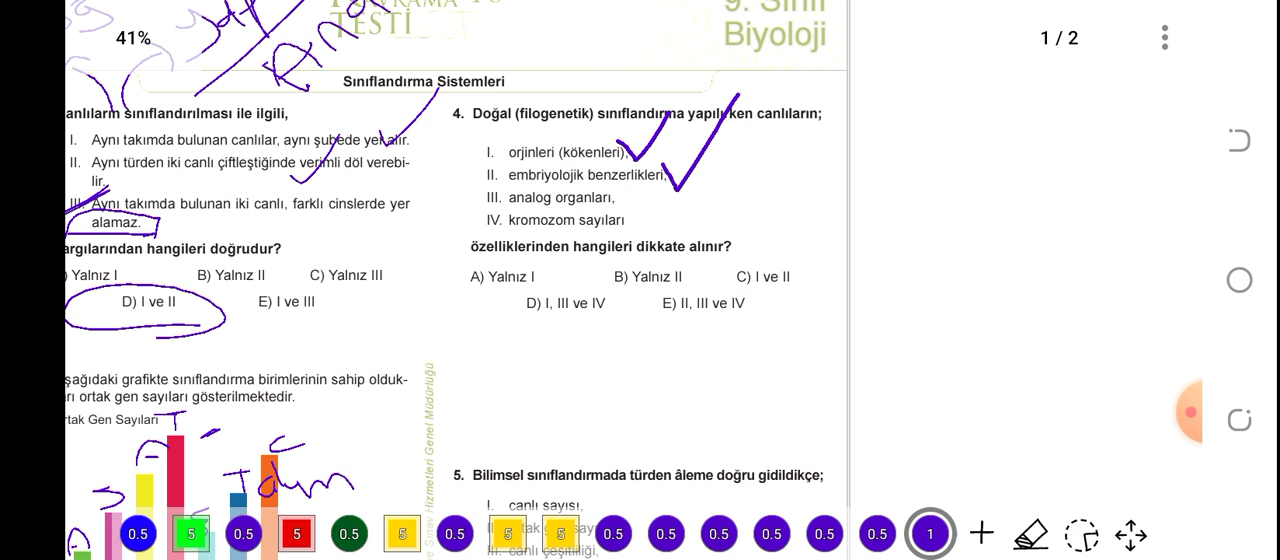 TESTİ
9. Sınıf
Biyoloji
41%
1 / 2
Sınıflandırma Sistemleri
anlıların sınıflandırılması ile ilgili,
I. Aynı takımda bulunan canlılar, aynı şubede yer alır.
II. Aynı türden iki canlı çiftleştiğinde verimli döl verebi-
lir.
III. Aynı takımda bulunan iki canlı, farklı cinslerde yer
alamaz.
argılarından hangileri doğrudur?
) Yalnız I B) Yalnız II C) Yalnız III
D) I ve II E) I ve III
şağıdaki grafikte sınıflandırma birimlerinin sahip olduk-
rı ortak gen sayıları gösterilmektedir.
rtak Gen Sayıları
4. Doğal (filogenetik) sınıflandırma yapılırken canlıların;
I. orjinleri (kökenleri),
II. embriyolojik benzerlikleri,
III. analog organları,
IV. kromozom sayıları
özelliklerinden hangileri dikkate alınır?
A) Yalnız I B) Yalnız II C) I ve II
D) I, III ve IV E) II, III ve IV
5. Bilimsel sınıflandırmada türden âleme doğru gidildikçe;
I. canlı sayısı,
III. canlı çeşitliliği,
e Sınav Hizmetleri Genel Müdürlüğü
0.5 5 0.5 5 0.5 5 0.5 5 5 0.5 0.5 0.5 0.5 0.5 0.5 1